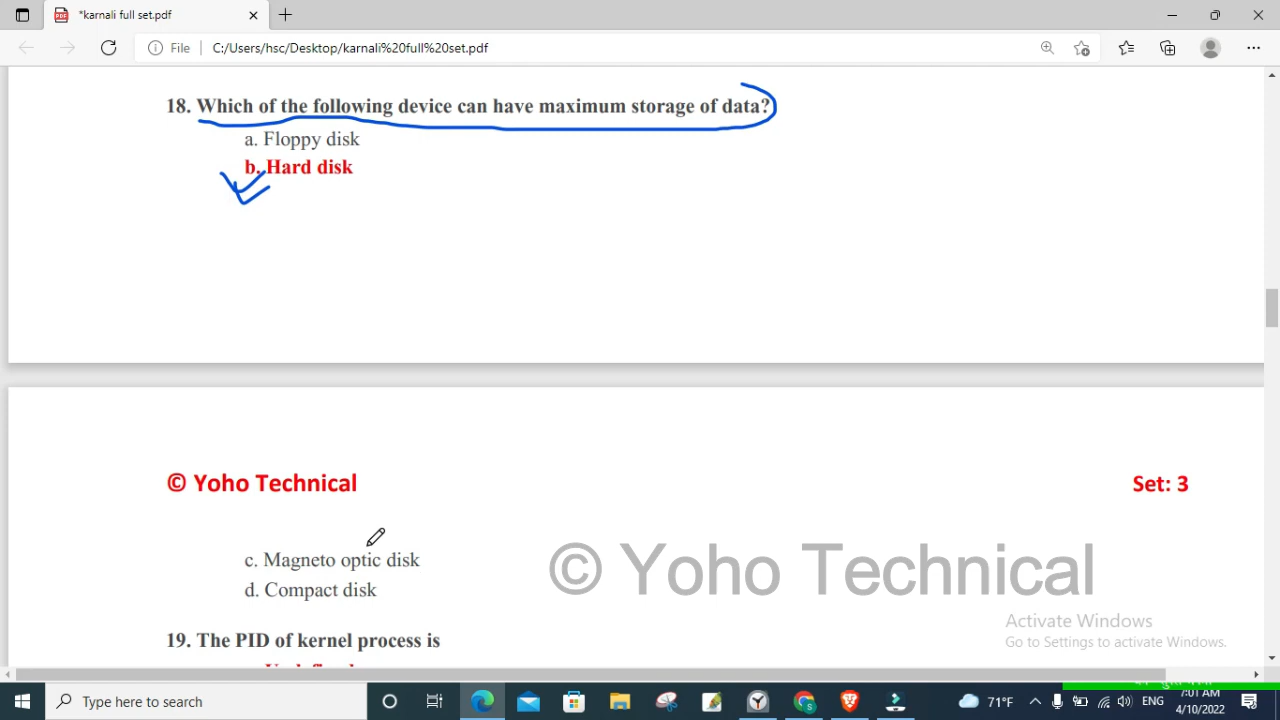 *karnali full set.pdf
File
C:/Users/hsc/Desktop/karnali%20full%20set.pdf
18. Which of the following device can have maximum storage of data?
a. Floppy disk
b. Hard disk
© Yoho Technical
Set: 3
c. Magneto optic disk
© Yoho Technical
d. Compact disk
Activate Windows
Go to Settings to activate Windows.
19. The PID of kernel process is
Type here to search
71°F
ENG
7:01 AM
4/10/2022